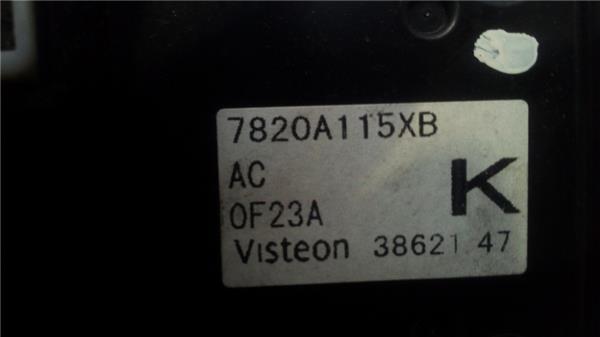 7820A115XB
AC
K
0F23A
Visteon 38621 47